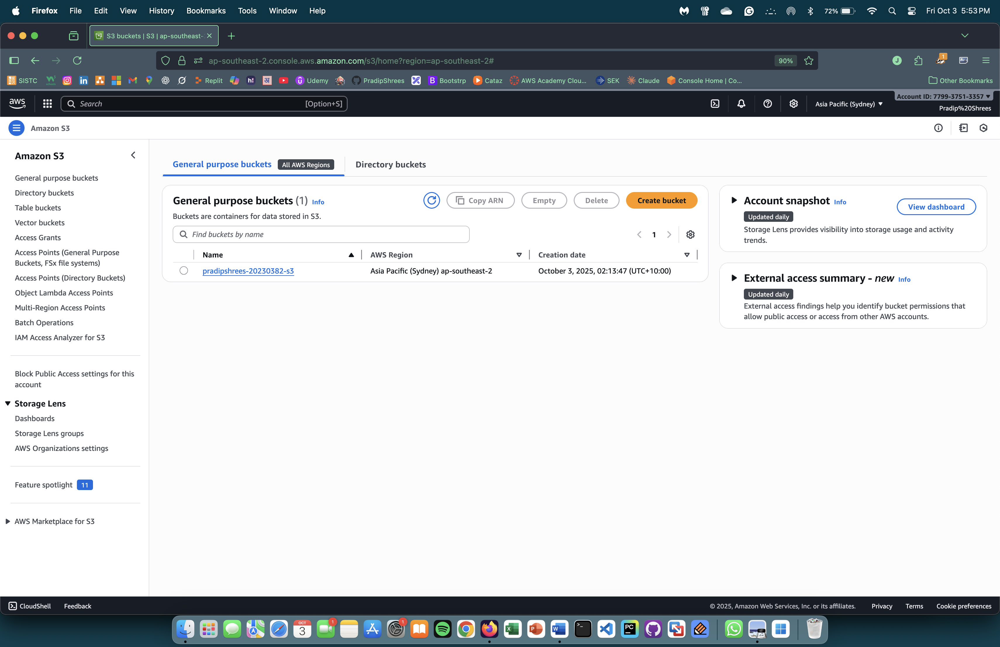 Firefox File Edit View History Bookmarks Tools Window Help 72% Fri Oct 3 5:53 PM
S3 buckets | S3 | ap-southeast-
ap-southeast-2.console.aws.amazon.com/s3/home?region=ap-southeast-2# 90% J 1
SISTC Replit h! Udemy PradipShrees B Bootstrp Cataz AWS Academy Clou... SEK Claude Console Home | Co... Other Bookmarks
aws Search [Option+S] Asia Pacific (Sydney) Account ID: 7799-3751-3357
Pradip%20Shrees
Amazon S3
Amazon S3
General purpose buckets
Directory buckets
Table buckets
Vector buckets
Access Grants
Access Points (General Purpose
Buckets, FSx file systems)
Access Points (Directory Buckets)
Object Lambda Access Points
Multi-Region Access Points
Batch Operations
IAM Access Analyzer for S3
Block Public Access settings for this
account
Storage Lens
Dashboards
Storage Lens groups
AWS Organizations settings
Feature spotlight 11
AWS Marketplace for S3
General purpose buckets All AWS Regions Directory buckets
General purpose buckets (1) Info Copy ARN Empty Delete Create bucket
Buckets are containers for data stored in S3.
Find buckets by name 1
Name AWS Region Creation date
pradipshrees-20230382-s3 Asia Pacific (Sydney) ap-southeast-2 October 3, 2025, 02:13:47 (UTC+10:00)
Account snapshot Info View dashboard
Updated daily
Storage Lens provides visibility into storage usage and activity
trends.
External access summary - new Info
Updated daily
External access findings help you identify bucket permissions that
allow public access or access from other AWS accounts.
CloudShell Feedback © 2025, Amazon Web Services, Inc. or its affiliates. Privacy Terms Cookie preferences
OCT
3 1 1 PC